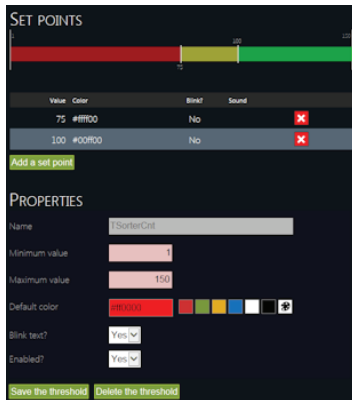 SET POINTS
1
100
150
75
Value Color Blink? Sound
75 #ffff00 No
100 #00ff00 No
Add a set point
PROPERTIES
Name TSorterCnt
Minimum value 1
Maximum value 150
Default color #ff0000
Blink text? Yes
Enabled? Yes
Save the threshold Delete the threshold